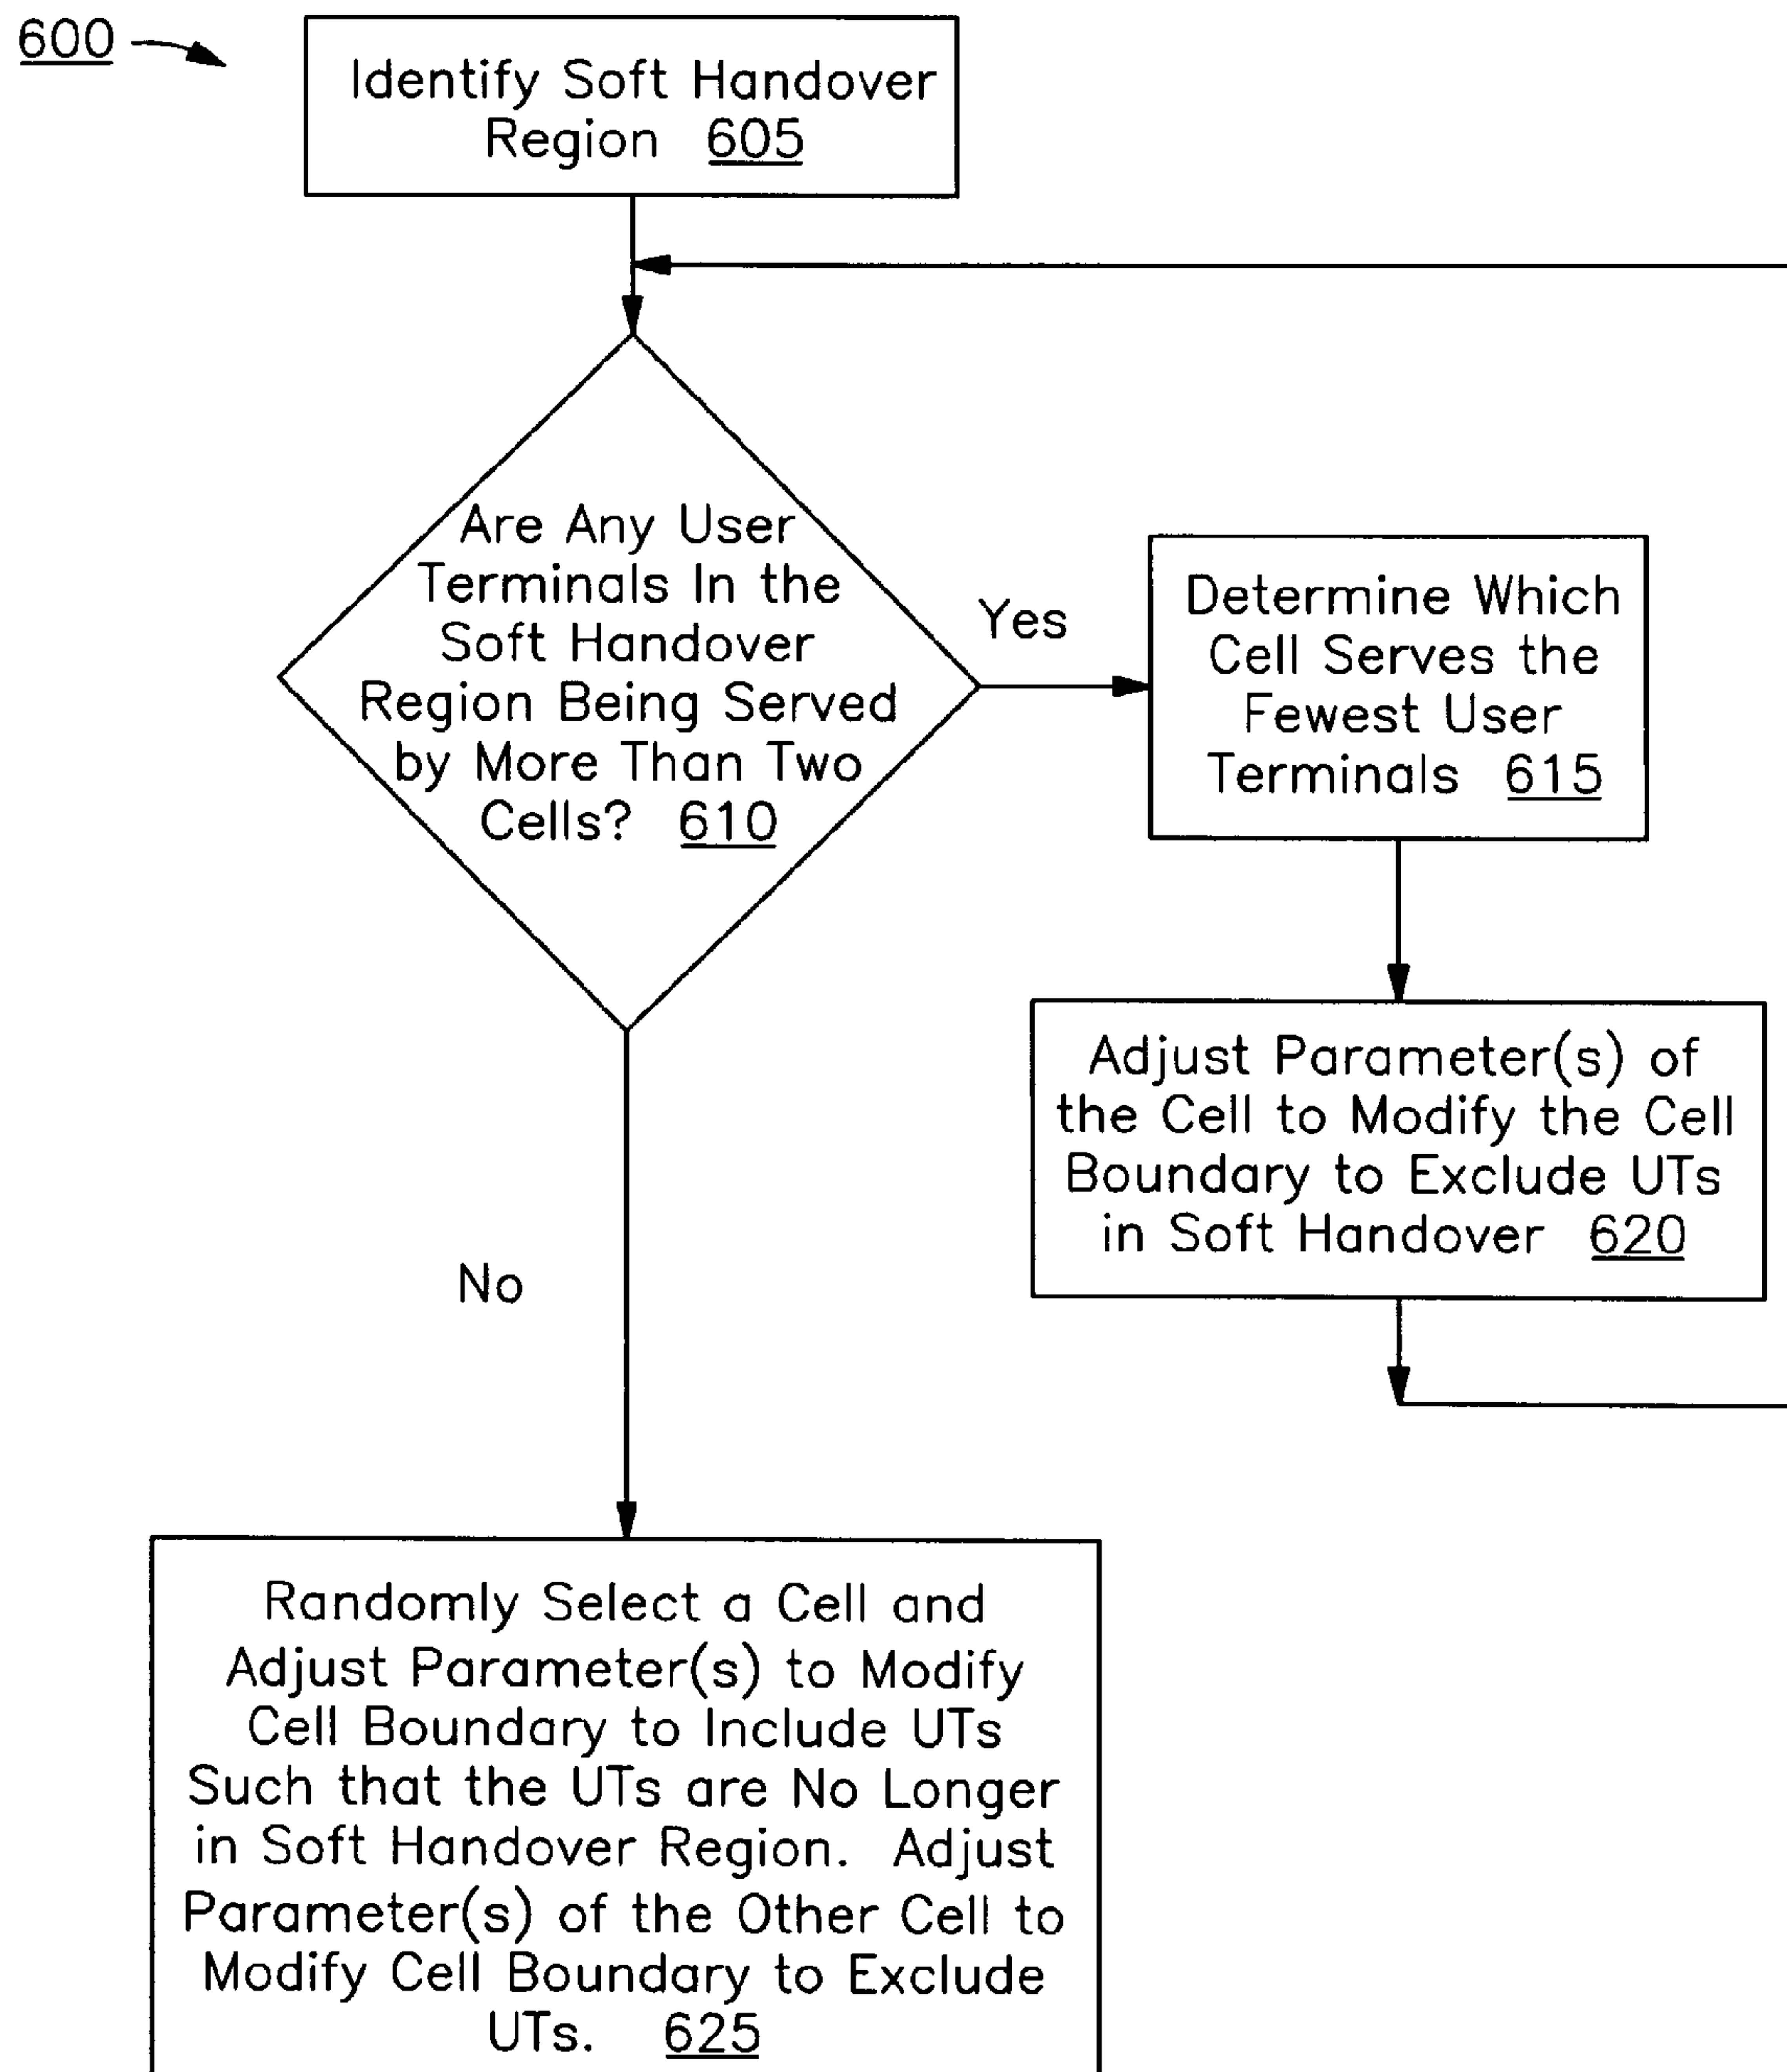 600
Identify Soft Handover
Region 605
Are Any User
Terminals In the
Soft Handover
Region Being Served
by More Than Two
Cells? 610
Yes
Determine Which
Cell Serves the
Fewest User
Terminals 615
Adjust Parameter(s) of
the Cell to Modify the Cell
Boundary to Exclude UTs
in Soft Handover 620
No
Randomly Select a Cell and
Adjust Parameter(s) to Modify
Cell Boundary to Include UTs
Such that the UTs are No Longer
in Soft Handover Region. Adjust
Parameter(s) of the Other Cell to
Modify Cell Boundary to Exclude
UTs. 625